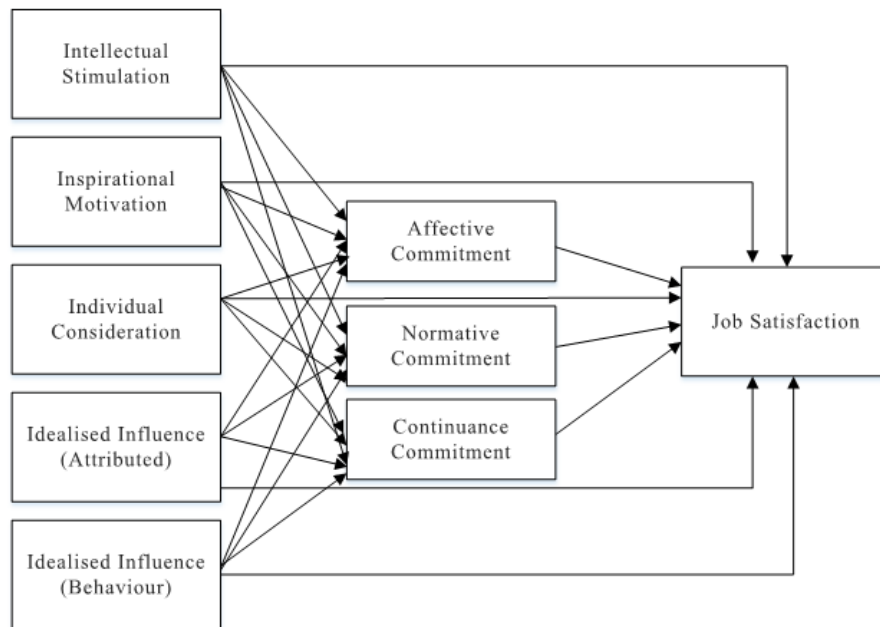 Intellectual
Stimulation
Inspirational
Motivation
Individual
Consideration
Idealised Influence
(Attributed)
Idealised Influence
(Behaviour)
Affective
Commitment
Normative
Commitment
Continuance
Commitment
Job Satisfaction